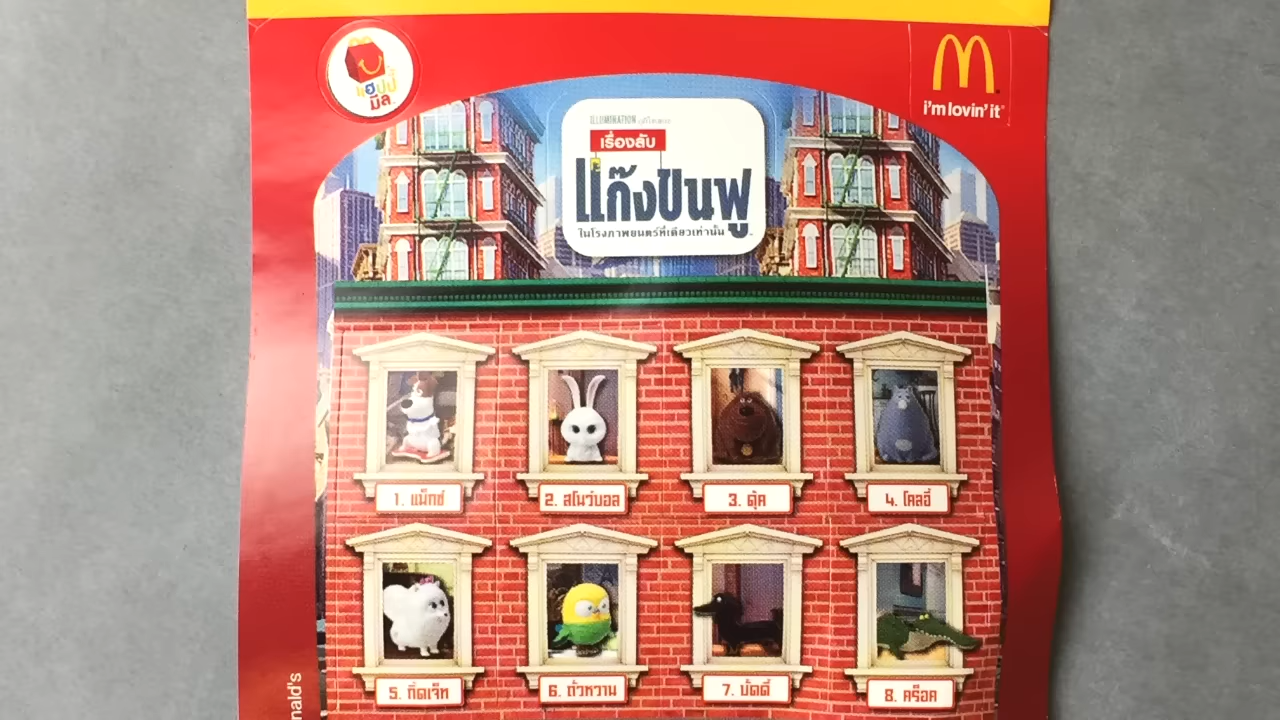 แฮปปี้
มีล
M
i'm lovin' it
ILLUMINATION
เรื่องลับ
แก๊งขนฟู
ในโรงภาพยนตร์ที่เดียวเท่านั้น
1. แม็กซ์
2. สโนว์บอล
3. ดุ๊ค
4. โคลอี้
5. กิดเจ็ท
6. ถั่วหวาน
7. บัดดี้
8. คร็อค
nald's